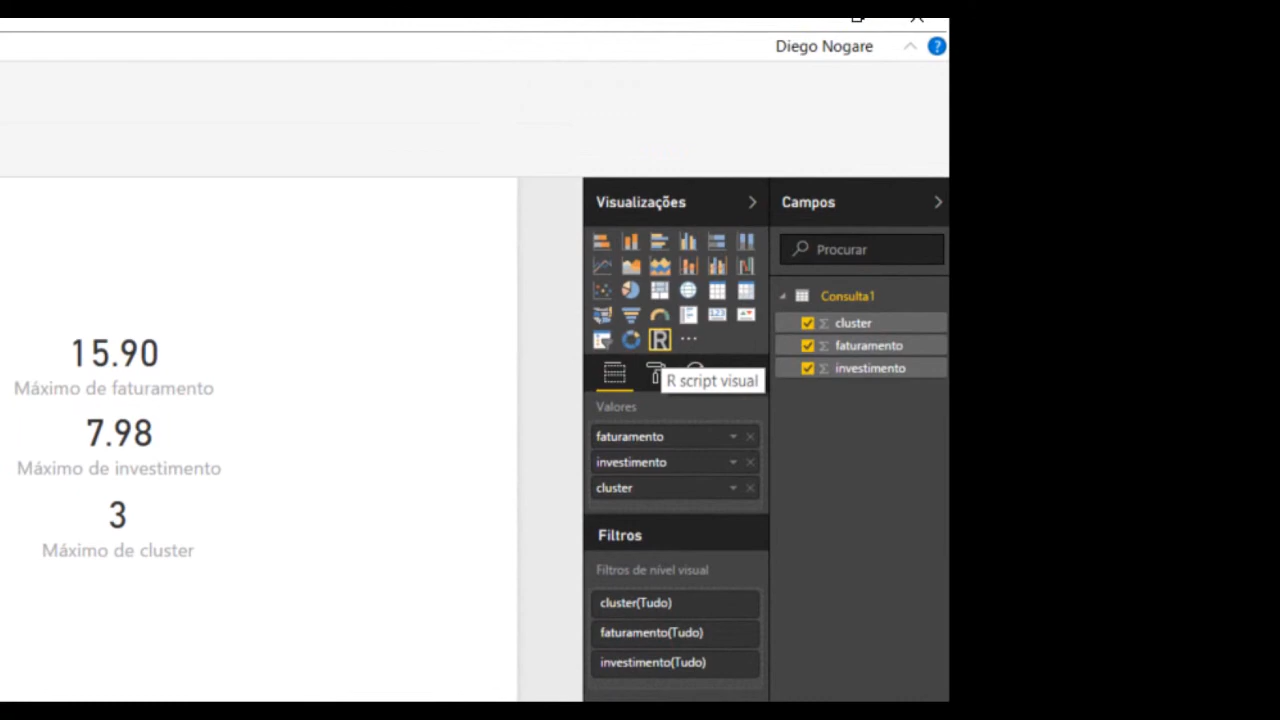 Diego Nogare
?
Visualizações
Campos
Procurar
Consulta1
cluster
faturamento
investimento
R
123
R script visual
Valores
faturamento
investimento
cluster
Filtros
Filtros de nível visual
cluster(Tudo)
faturamento(Tudo)
investimento(Tudo)
15.90
Máximo de faturamento
7.98
Máximo de investimento
3
Máximo de cluster